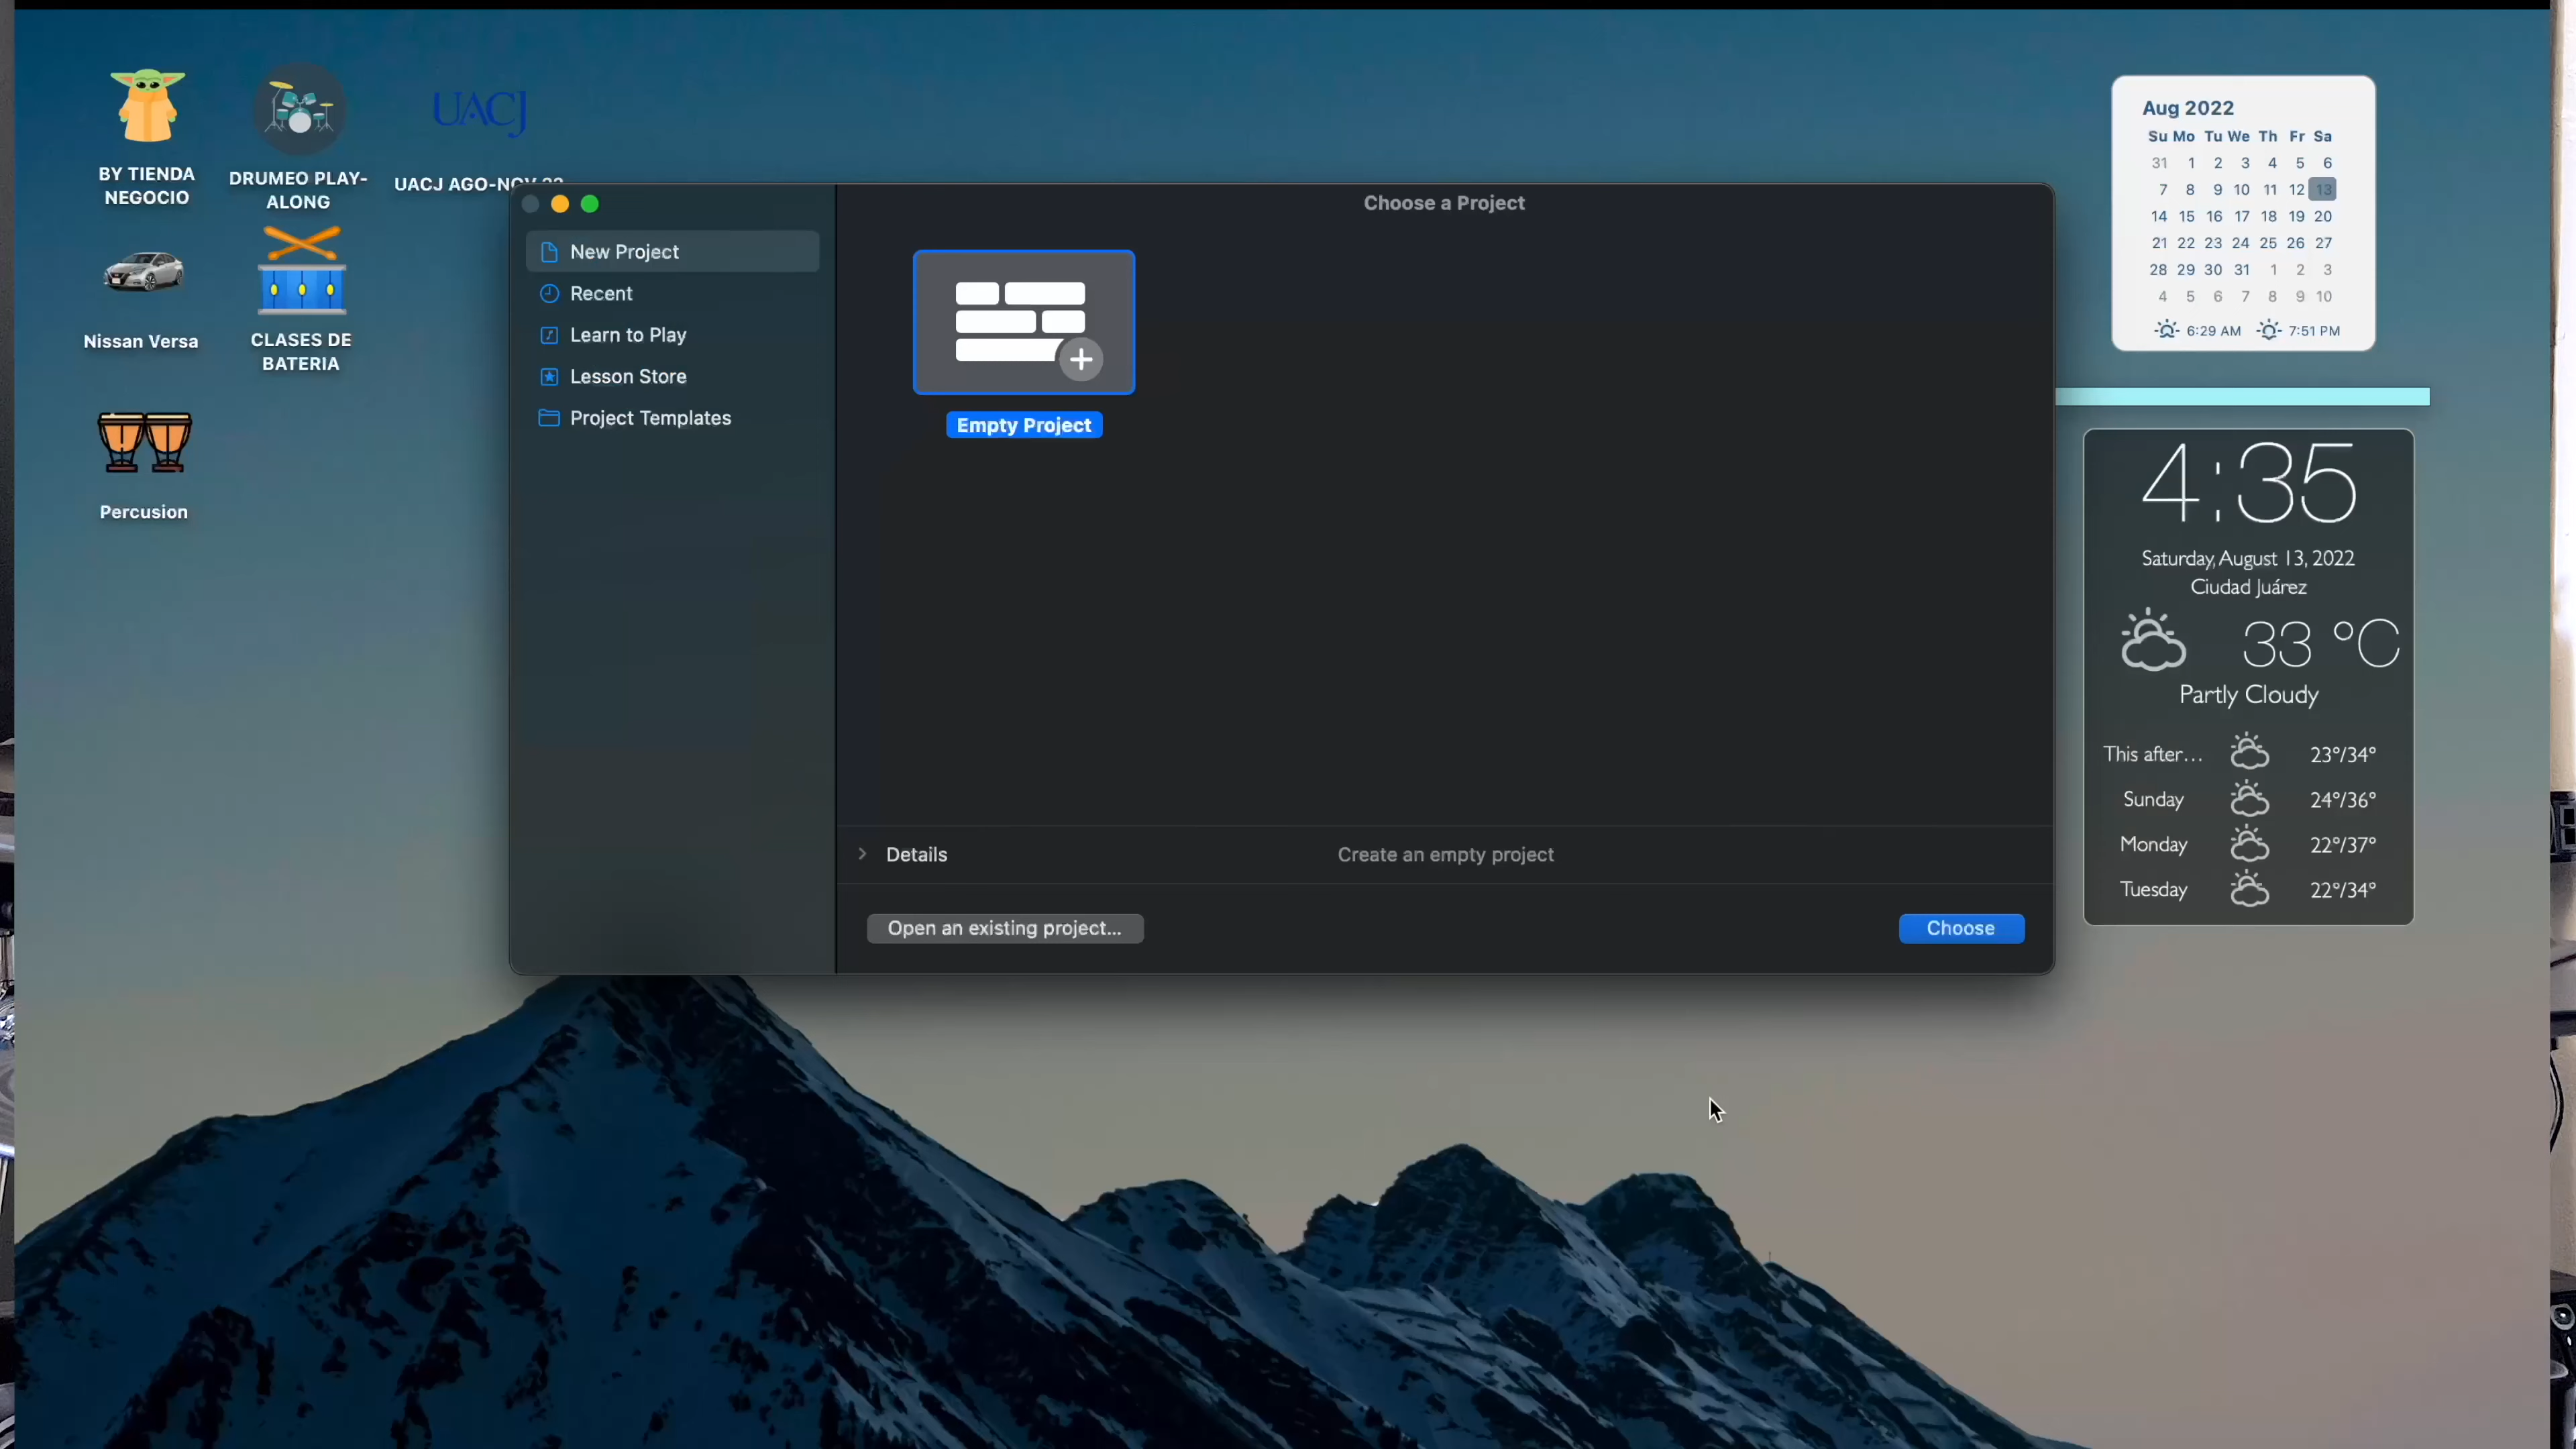 BY TIENDA
NEGOCIO
DRUMEO PLAY-
ALONG
UACJ
UACJ AGO-NOV 22
Nissan Versa
CLASES DE
BATERIA
Percusion
Choose a Project
New Project
Recent
Learn to Play
Lesson Store
Project Templates
Empty Project
Details
Create an empty project
Open an existing project...
Choose
Aug 2022
Su Mo Tu We Th Fr Sa
31 1 2 3 4 5 6
7 8 9 10 11 12 13
14 15 16 17 18 19 20
21 22 23 24 25 26 27
28 29 30 31 1 2 3
4 5 6 7 8 9 10
6:29 AM 7:51 PM
4:35
Saturday, August 13, 2022
Ciudad Juárez
33 °C
Partly Cloudy
This after... 23°/34°
Sunday 24°/36°
Monday 22°/37°
Tuesday 22°/34°